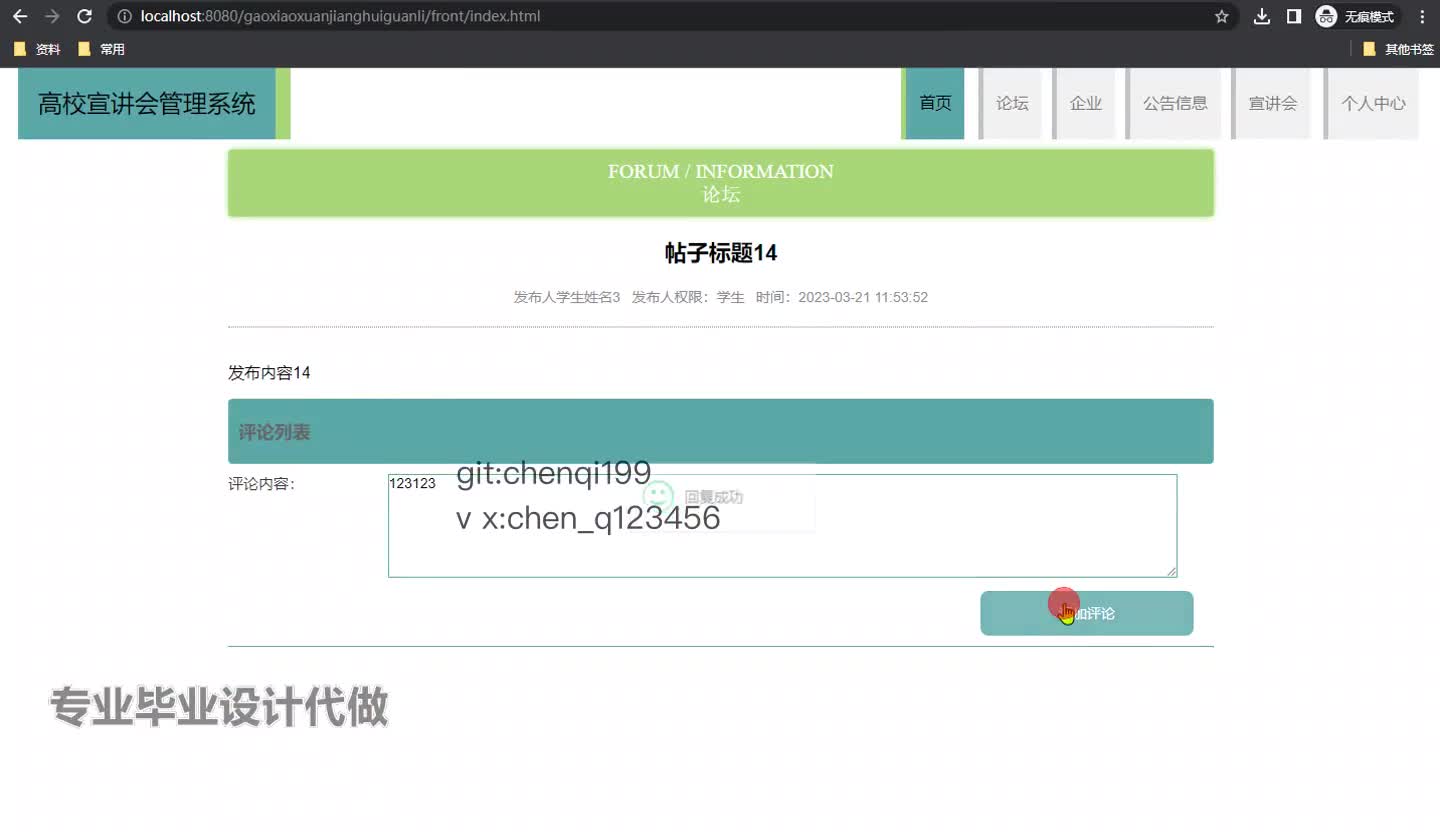 localhost:8080/gaoxiaoxuanjianghuiguanli/front/index.html
无痕模式
资料
常用
其他书签
高校宣讲会管理系统
首页
论坛
企业
公告信息
宣讲会
个人中心
FORUM / INFORMATION
论坛
帖子标题14
发布人学生姓名3 发布人权限：学生 时间：2023-03-21 11:53:52
发布内容14
评论列表
评论内容：
123123
git:chenqi199
回复成功
v x:chen_q123456
加评论
专业毕业设计代做